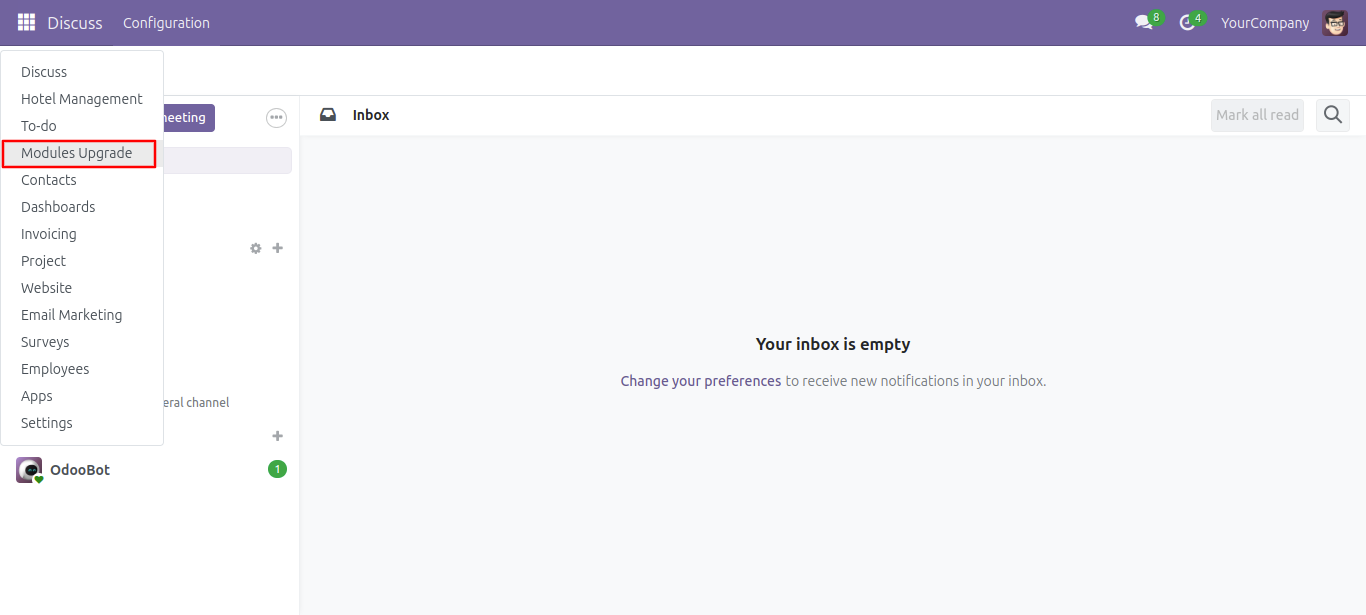 Discuss Configuration 8 4 YourCompany
Discuss
Hotel Management
To-do
Modules Upgrade
Contacts
Dashboards
Invoicing
Project
Website
Email Marketing
Surveys
Employees
Apps
Settings
eeting
eral channel
OdooBot 1
Inbox Mark all read
Your inbox is empty
Change your preferences to receive new notifications in your inbox.